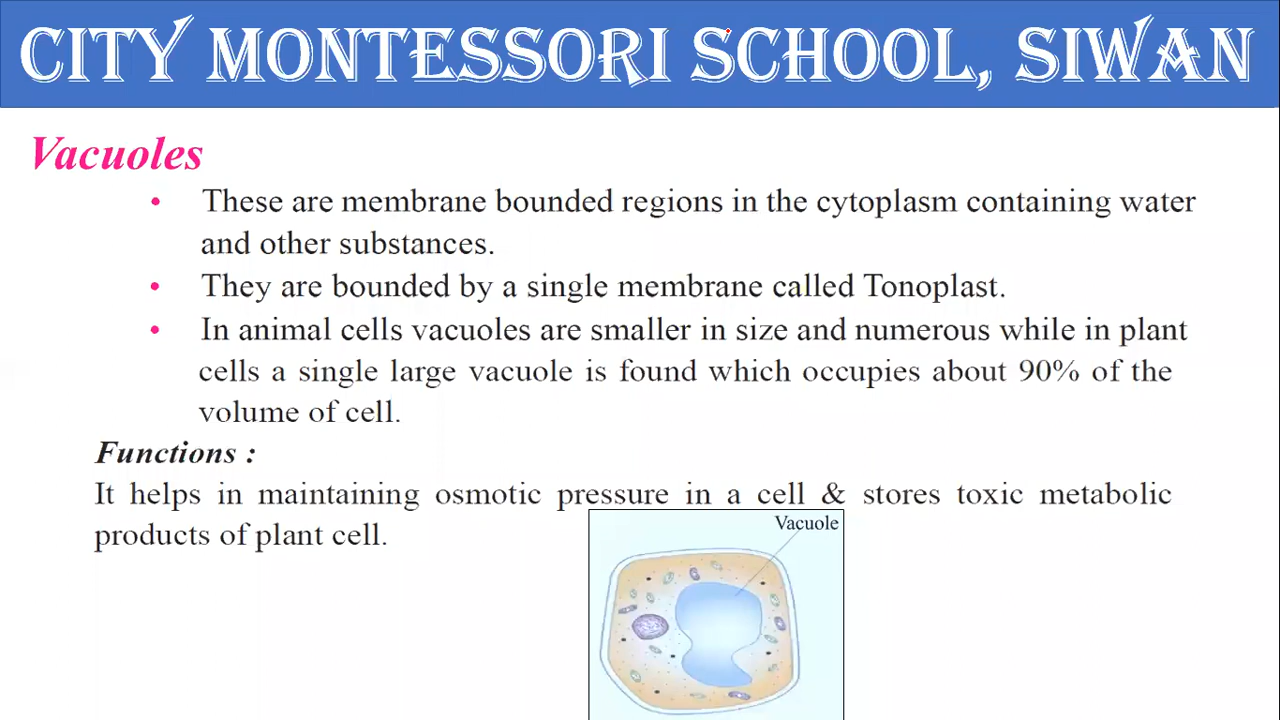 CITY MONTESSORI SCHOOL, SIWAN
Vacuoles
• These are membrane bounded regions in the cytoplasm containing water
and other substances.
• They are bounded by a single membrane called Tonoplast.
• In animal cells vacuoles are smaller in size and numerous while in plant
cells a single large vacuole is found which occupies about 90% of the
volume of cell.
Functions :
It helps in maintaining osmotic pressure in a cell & stores toxic metabolic
products of plant cell.
Vacuole